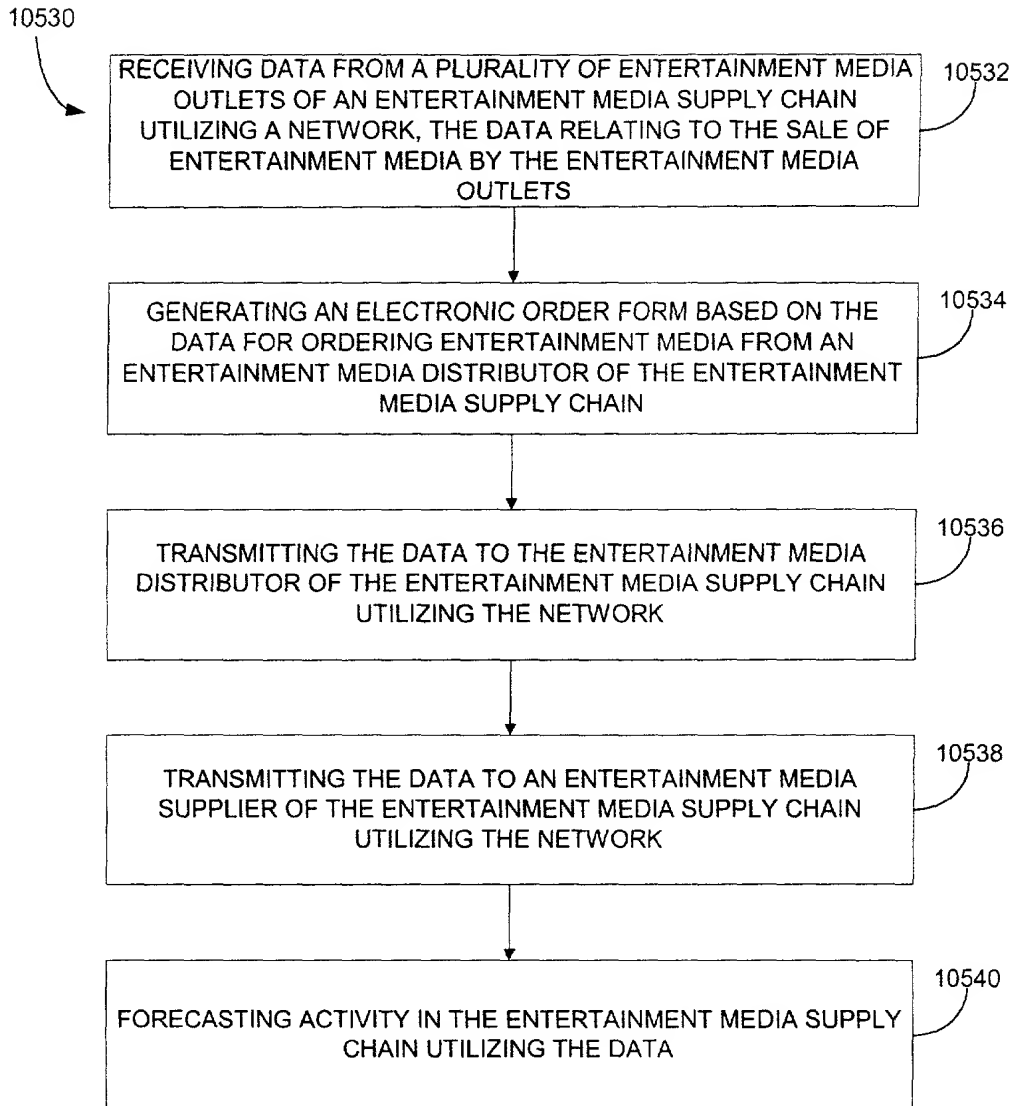 10530
RECEIVING DATA FROM A PLURALITY OF ENTERTAINMENT MEDIA
OUTLETS OF AN ENTERTAINMENT MEDIA SUPPLY CHAIN
UTILIZING A NETWORK, THE DATA RELATING TO THE SALE OF
ENTERTAINMENT MEDIA BY THE ENTERTAINMENT MEDIA
OUTLETS
10532
GENERATING AN ELECTRONIC ORDER FORM BASED ON THE
DATA FOR ORDERING ENTERTAINMENT MEDIA FROM AN
ENTERTAINMENT MEDIA DISTRIBUTOR OF THE ENTERTAINMENT
MEDIA SUPPLY CHAIN
10534
TRANSMITTING THE DATA TO THE ENTERTAINMENT MEDIA
DISTRIBUTOR OF THE ENTERTAINMENT MEDIA SUPPLY CHAIN
UTILIZING THE NETWORK
10536
TRANSMITTING THE DATA TO AN ENTERTAINMENT MEDIA
SUPPLIER OF THE ENTERTAINMENT MEDIA SUPPLY CHAIN
UTILIZING THE NETWORK
10538
FORECASTING ACTIVITY IN THE ENTERTAINMENT MEDIA SUPPLY
CHAIN UTILIZING THE DATA
10540